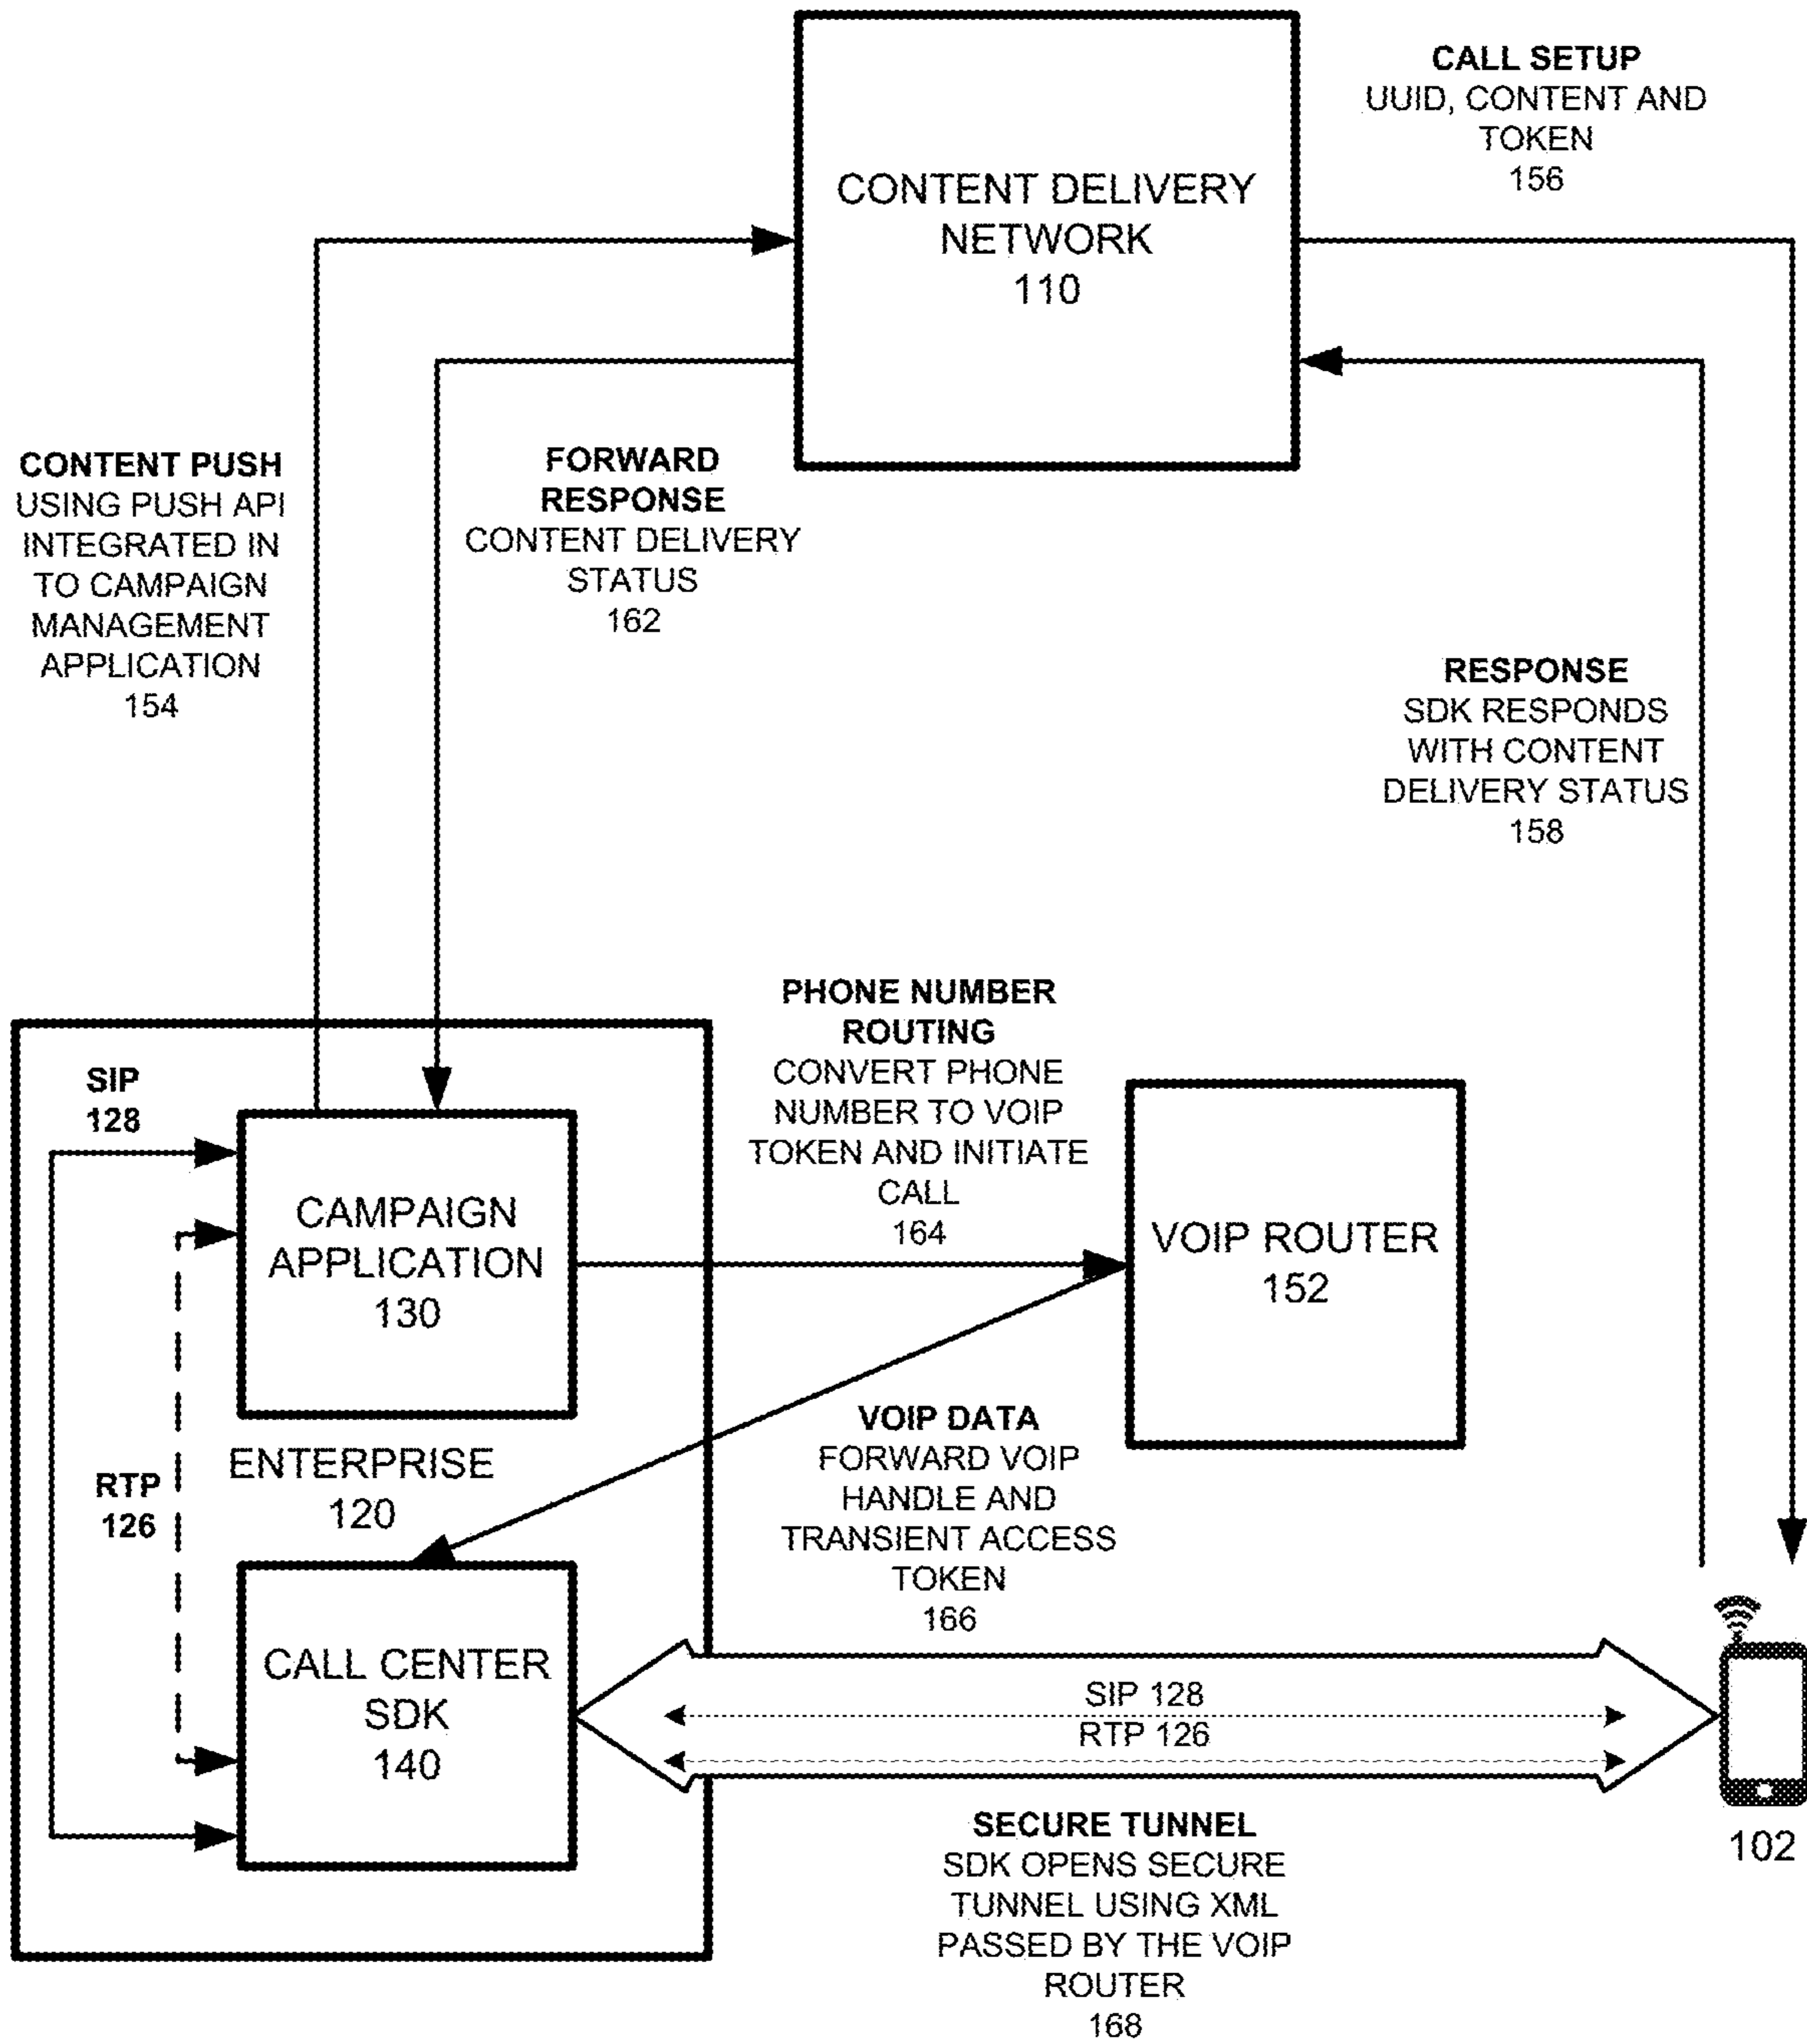 CALL SETUP
UUID, CONTENT AND
TOKEN
156
CONTENT DELIVERY
NETWORK
110
CONTENT PUSH
USING PUSH API
INTEGRATED IN
TO CAMPAIGN
MANAGEMENT
APPLICATION
154
FORWARD
RESPONSE
CONTENT DELIVERY
STATUS
162
RESPONSE
SDK RESPONDS
WITH CONTENT
DELIVERY STATUS
158
PHONE NUMBER
ROUTING
CONVERT PHONE
NUMBER TO VOIP
TOKEN AND INITIATE
CALL
164
SIP
128
CAMPAIGN
APPLICATION
130
VOIP ROUTER
152
ENTERPRISE
120
RTP
126
VOIP DATA
FORWARD VOIP
HANDLE AND
TRANSIENT ACCESS
TOKEN
166
CALL CENTER
SDK
140
SIP 128
RTP 126
102
SECURE TUNNEL
SDK OPENS SECURE
TUNNEL USING XML
PASSED BY THE VOIP
ROUTER
168